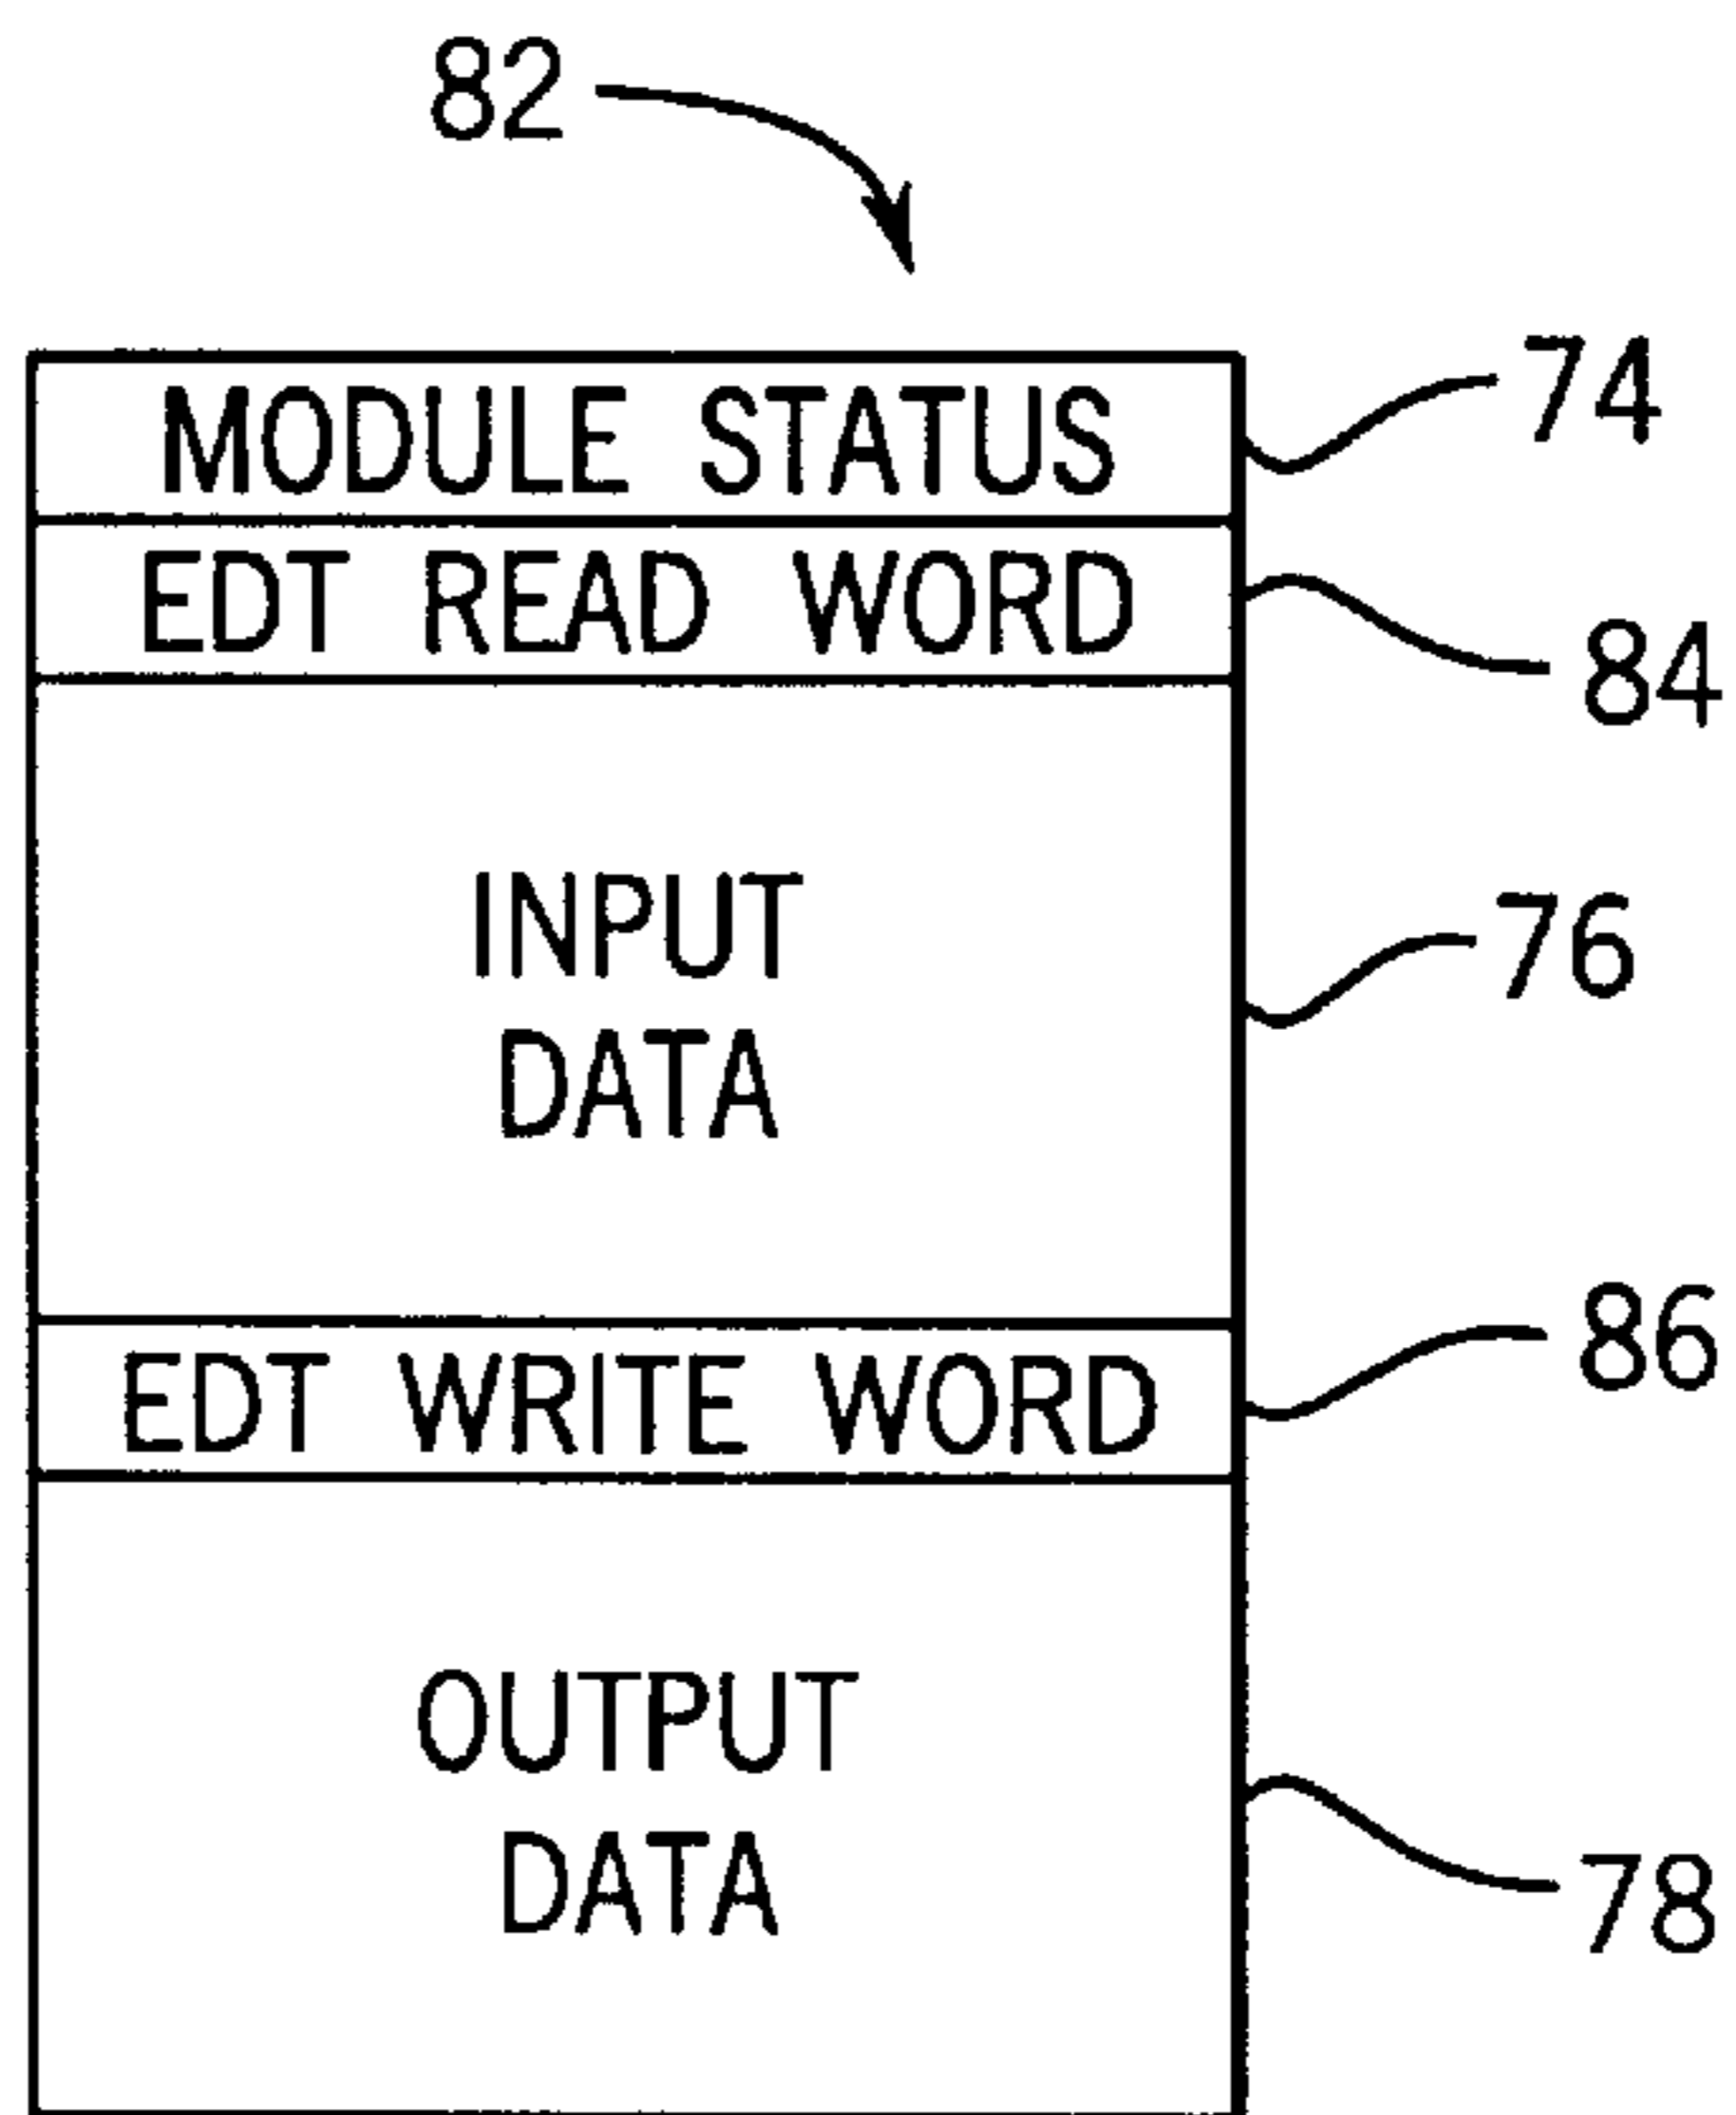 82
MODULE STATUS
74
EDT READ WORD
84
INPUT
DATA
76
EDT WRITE WORD
86
OUTPUT
DATA
78